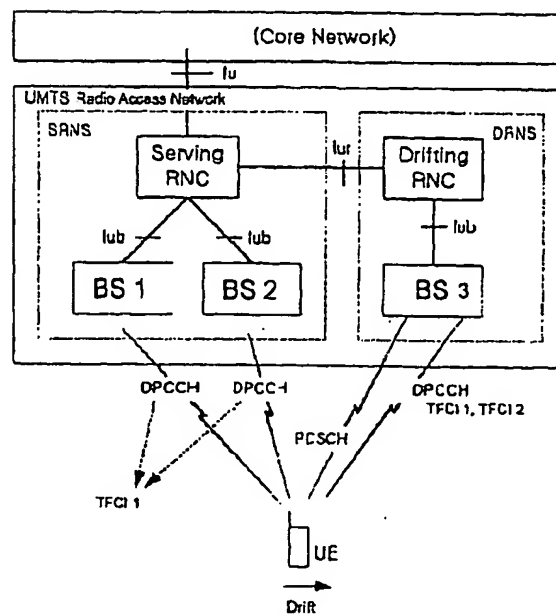 (Core Network)
Iu
UMTS Radio Access Network
SRNS
DRNS
Serving
RNC
Iur
Drifting
RNC
Iub
Iub
Iub
BS 1
BS 2
BS 3
DPCCH
DPCCH
DPCCH
TFCI 1, TFCI 2
PDSCH
TFCI 1
UE
Drift